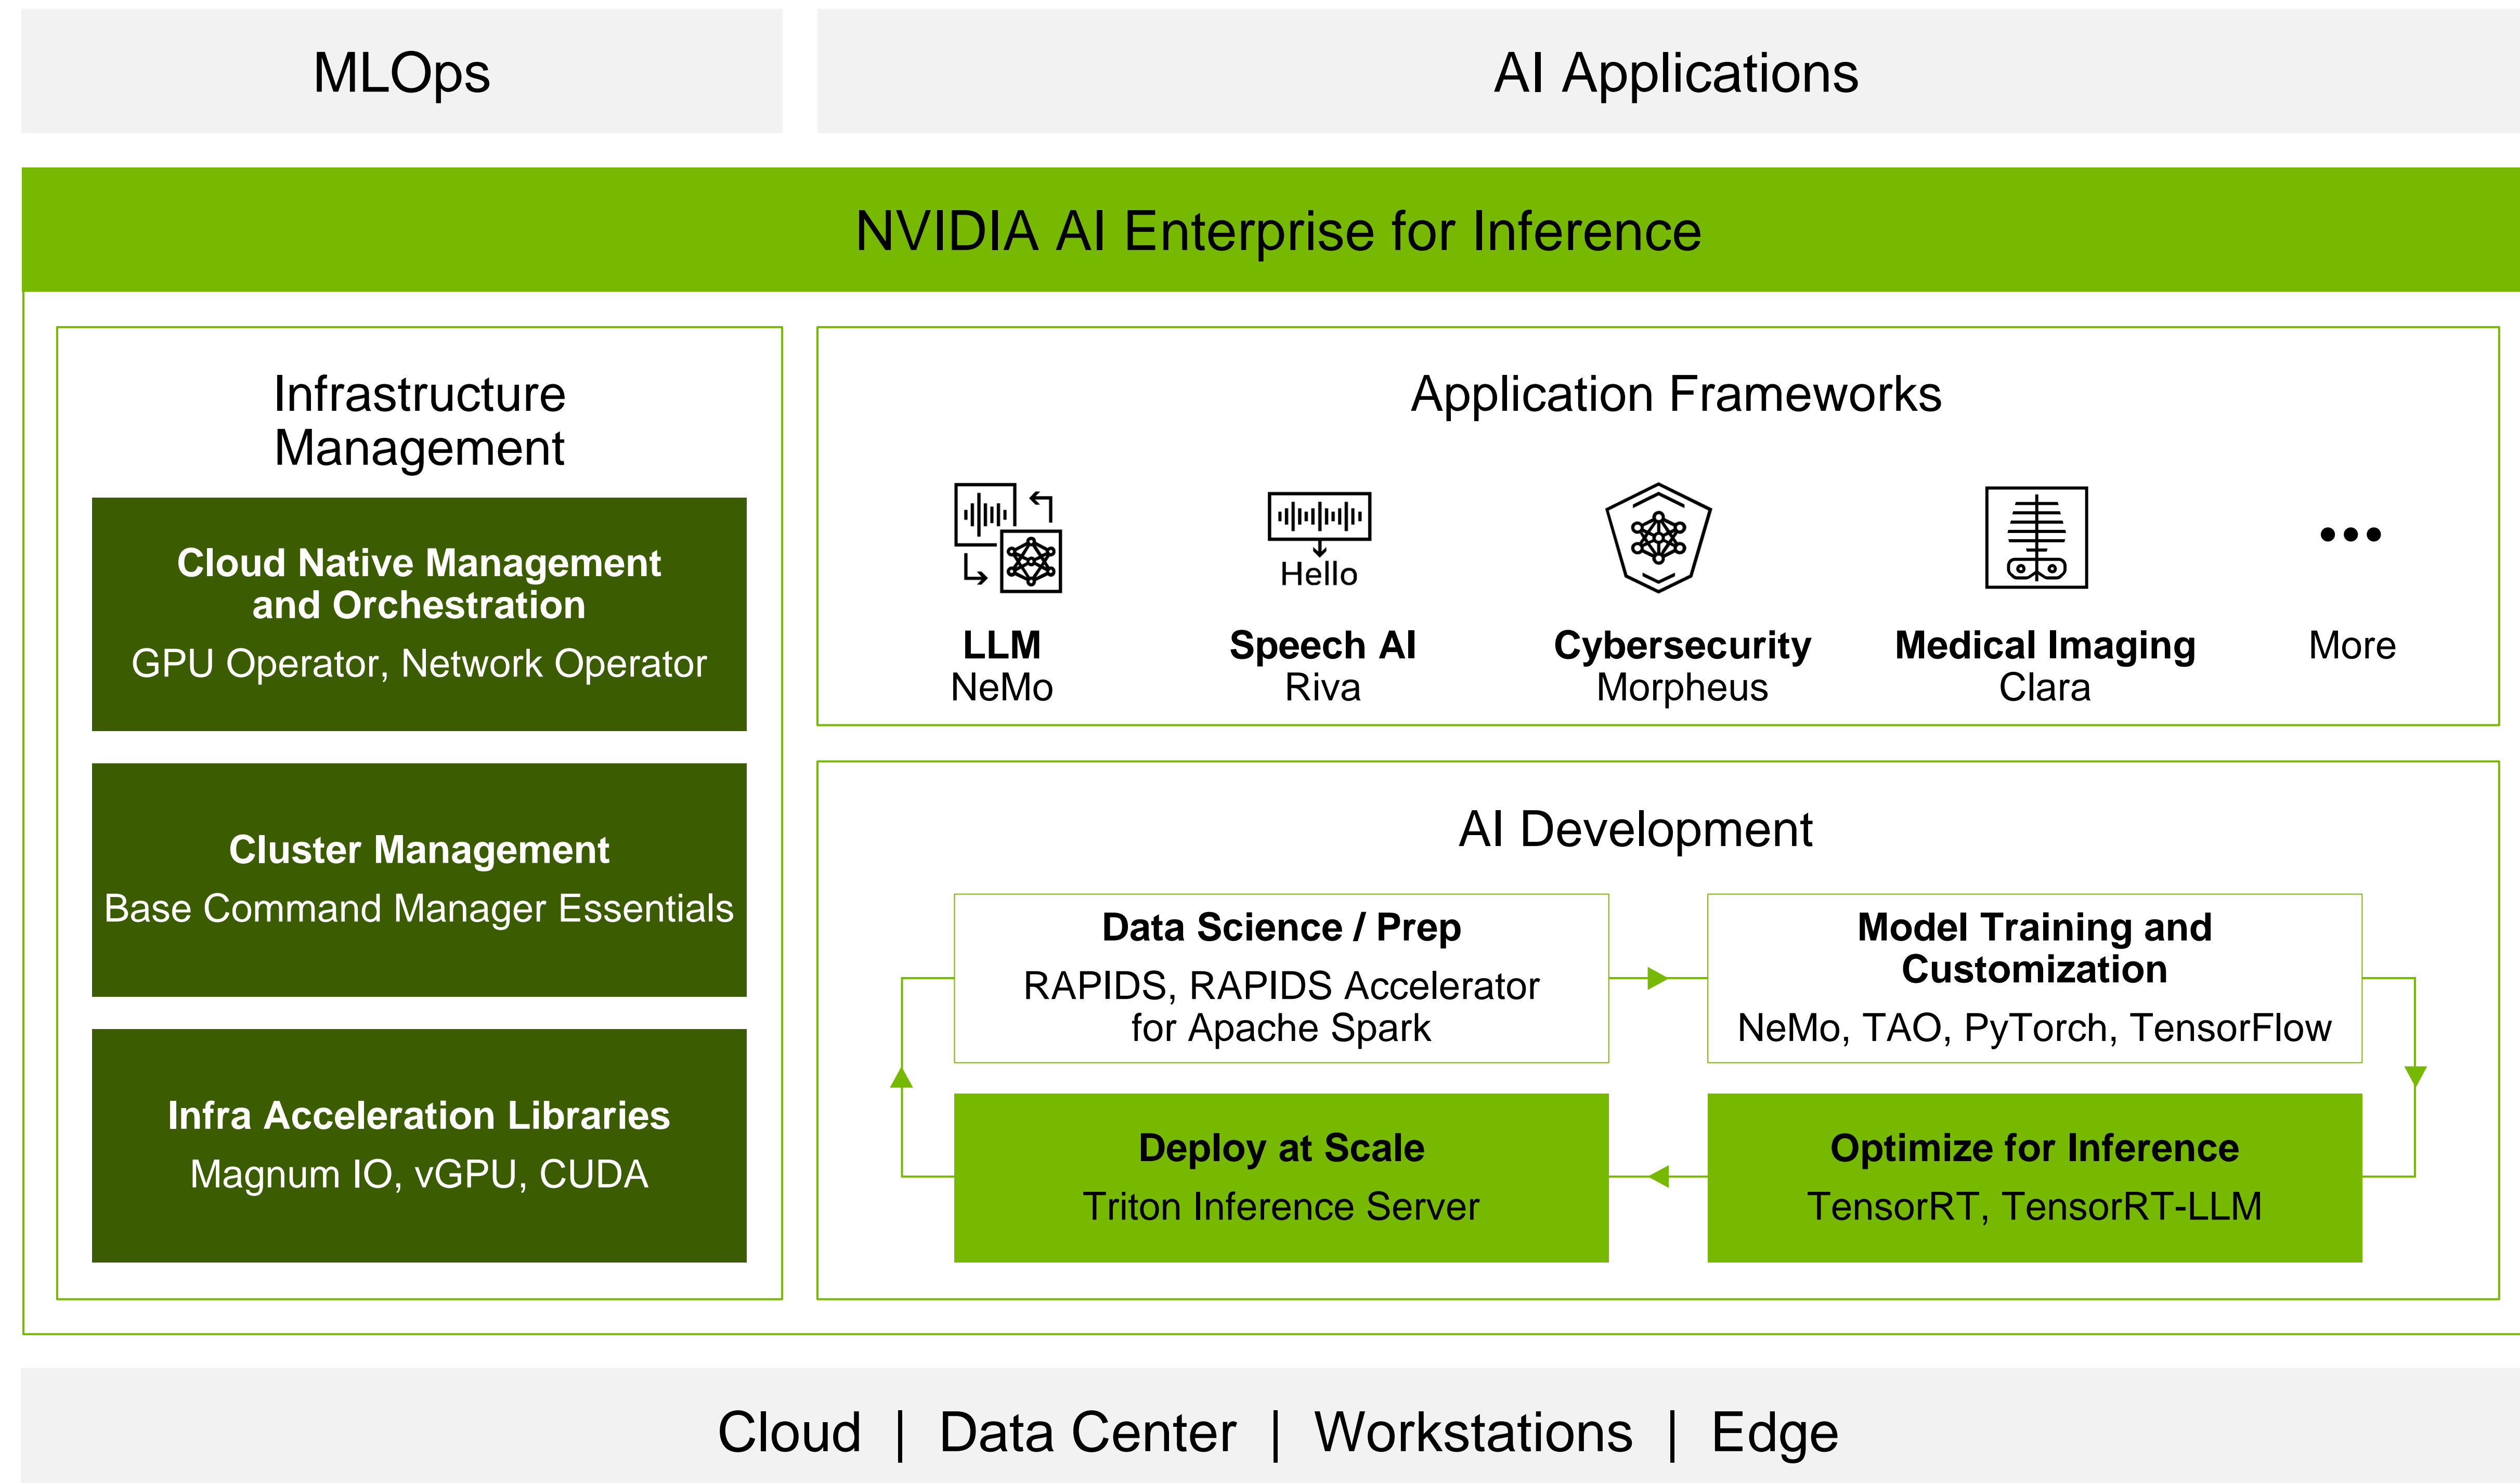 MLOps
AI Applications
NVIDIA AI Enterprise for Inference
Infrastructure
Management
Cloud Native Management
and Orchestration
GPU Operator, Network Operator
Cluster Management
Base Command Manager Essentials
Infra Acceleration Libraries
Magnum IO, vGPU, CUDA
Application Frameworks
LLM
NeMo
Hello
Speech AI
Riva
Cybersecurity
Morpheus
Medical Imaging
Clara
More
AI Development
Data Science / Prep
RAPIDS, RAPIDS Accelerator
for Apache Spark
Model Training and
Customization
NeMo, TAO, PyTorch, TensorFlow
Deploy at Scale
Triton Inference Server
Optimize for Inference
TensorRT, TensorRT-LLM
Cloud | Data Center | Workstations | Edge